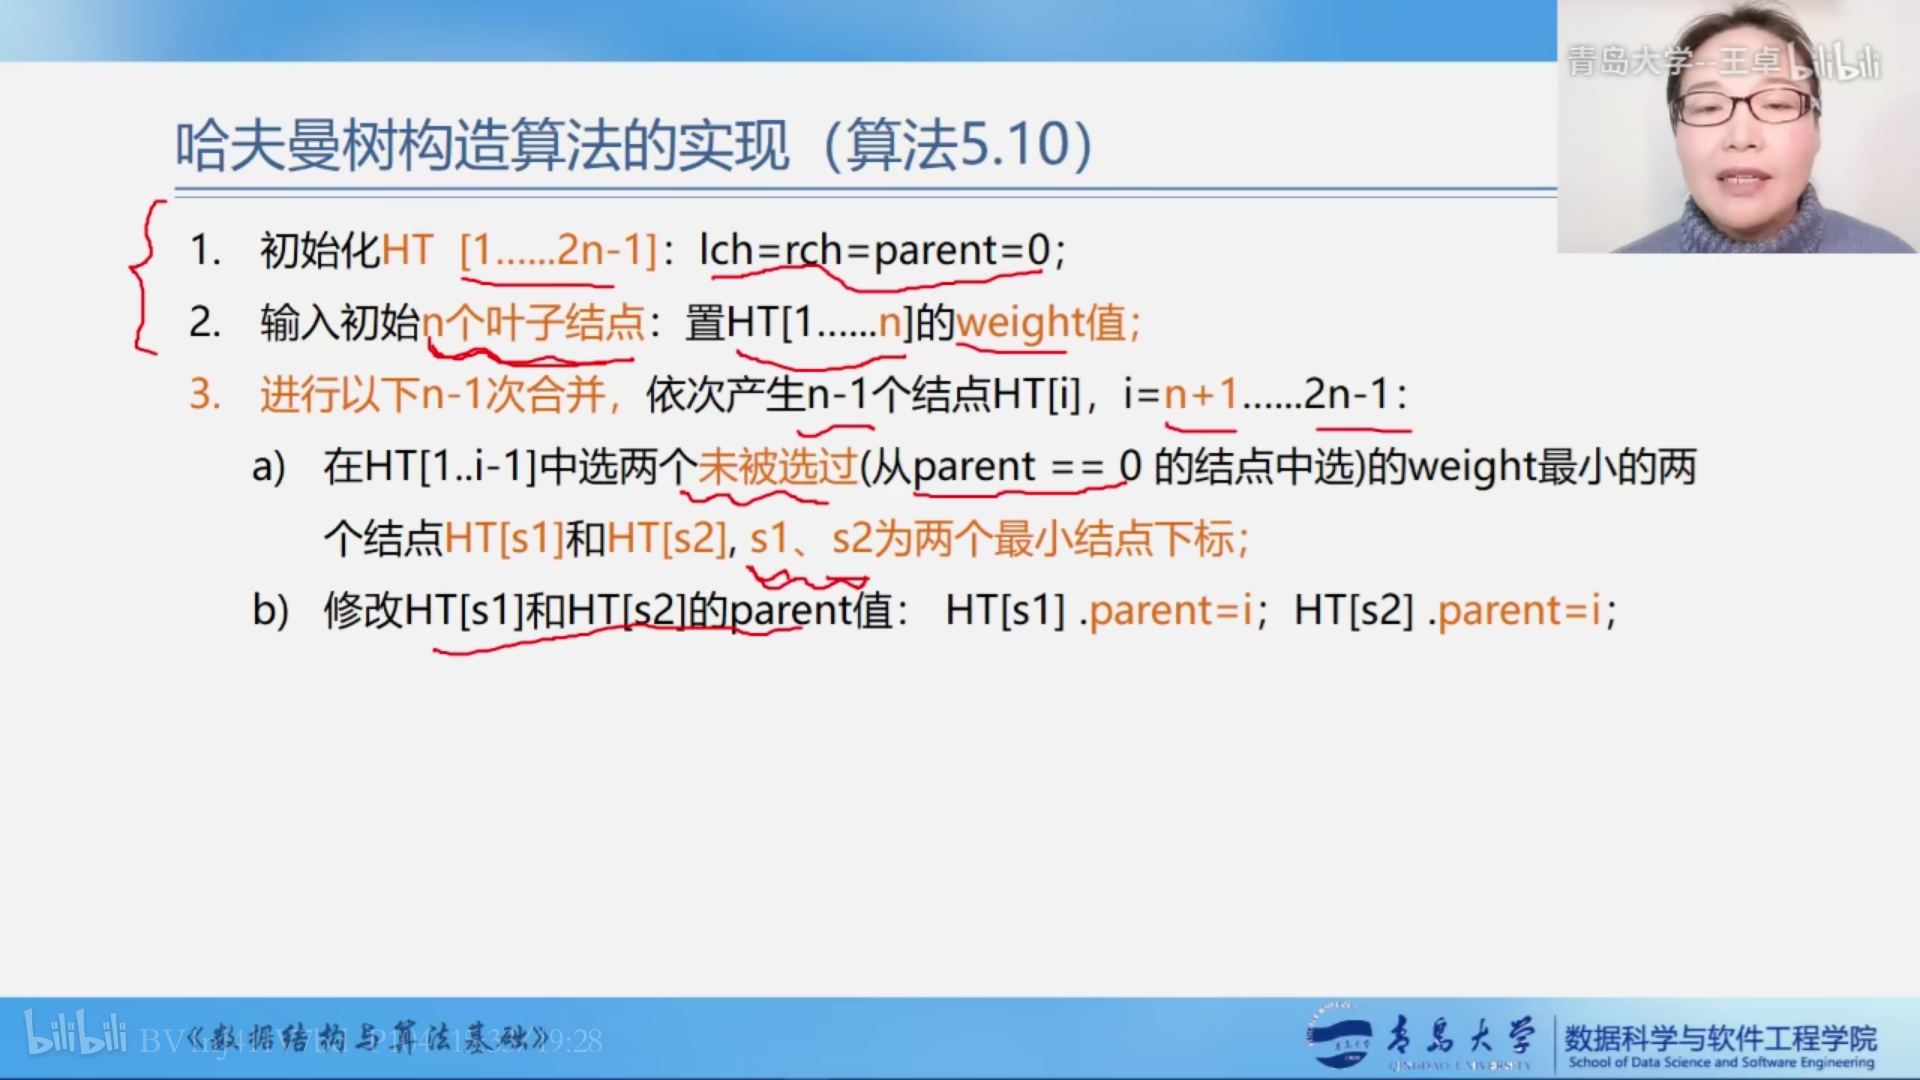 青岛大学--王卓 bilibili
哈夫曼树构造算法的实现（算法5.10）
1. 初始化HT [1......2n-1]：lch=rch=parent=0；
2. 输入初始n个叶子结点：置HT[1......n]的weight值；
3. 进行以下n-1次合并，依次产生n-1个结点HT[i]，i=n+1......2n-1：
a) 在HT[1..i-1]中选两个未被选过(从parent == 0 的结点中选)的weight最小的两
个结点HT[s1]和HT[s2], s1、s2为两个最小结点下标；
b) 修改HT[s1]和HT[s2]的parent值： HT[s1] .parent=i；HT[s2] .parent=i；
bilibili
《数据结构与算法基础》
青岛大学
QINGDAO UNIVERSITY
数据科学与软件工程学院
School of Data Science and Software Engineering